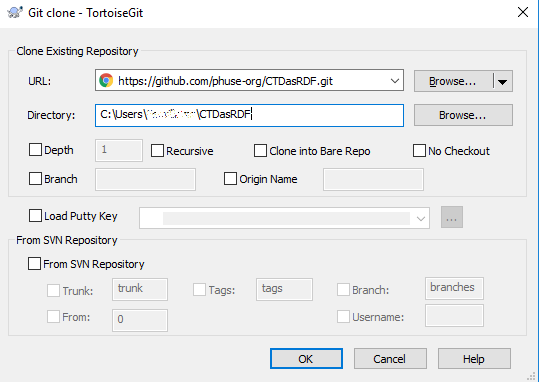 Git clone - TortoiseGit
Clone Existing Repository
URL: https://github.com/phuse-org/CTDasRDF.git Browse...
Directory: C:\Users\ \CTDasRDF Browse...
Depth 1 Recursive Clone into Bare Repo No Checkout
Branch Origin Name
Load Putty Key ...
From SVN Repository
From SVN Repository
Trunk: trunk Tags: tags Branch: branches
From: 0 Username:
OK Cancel Help